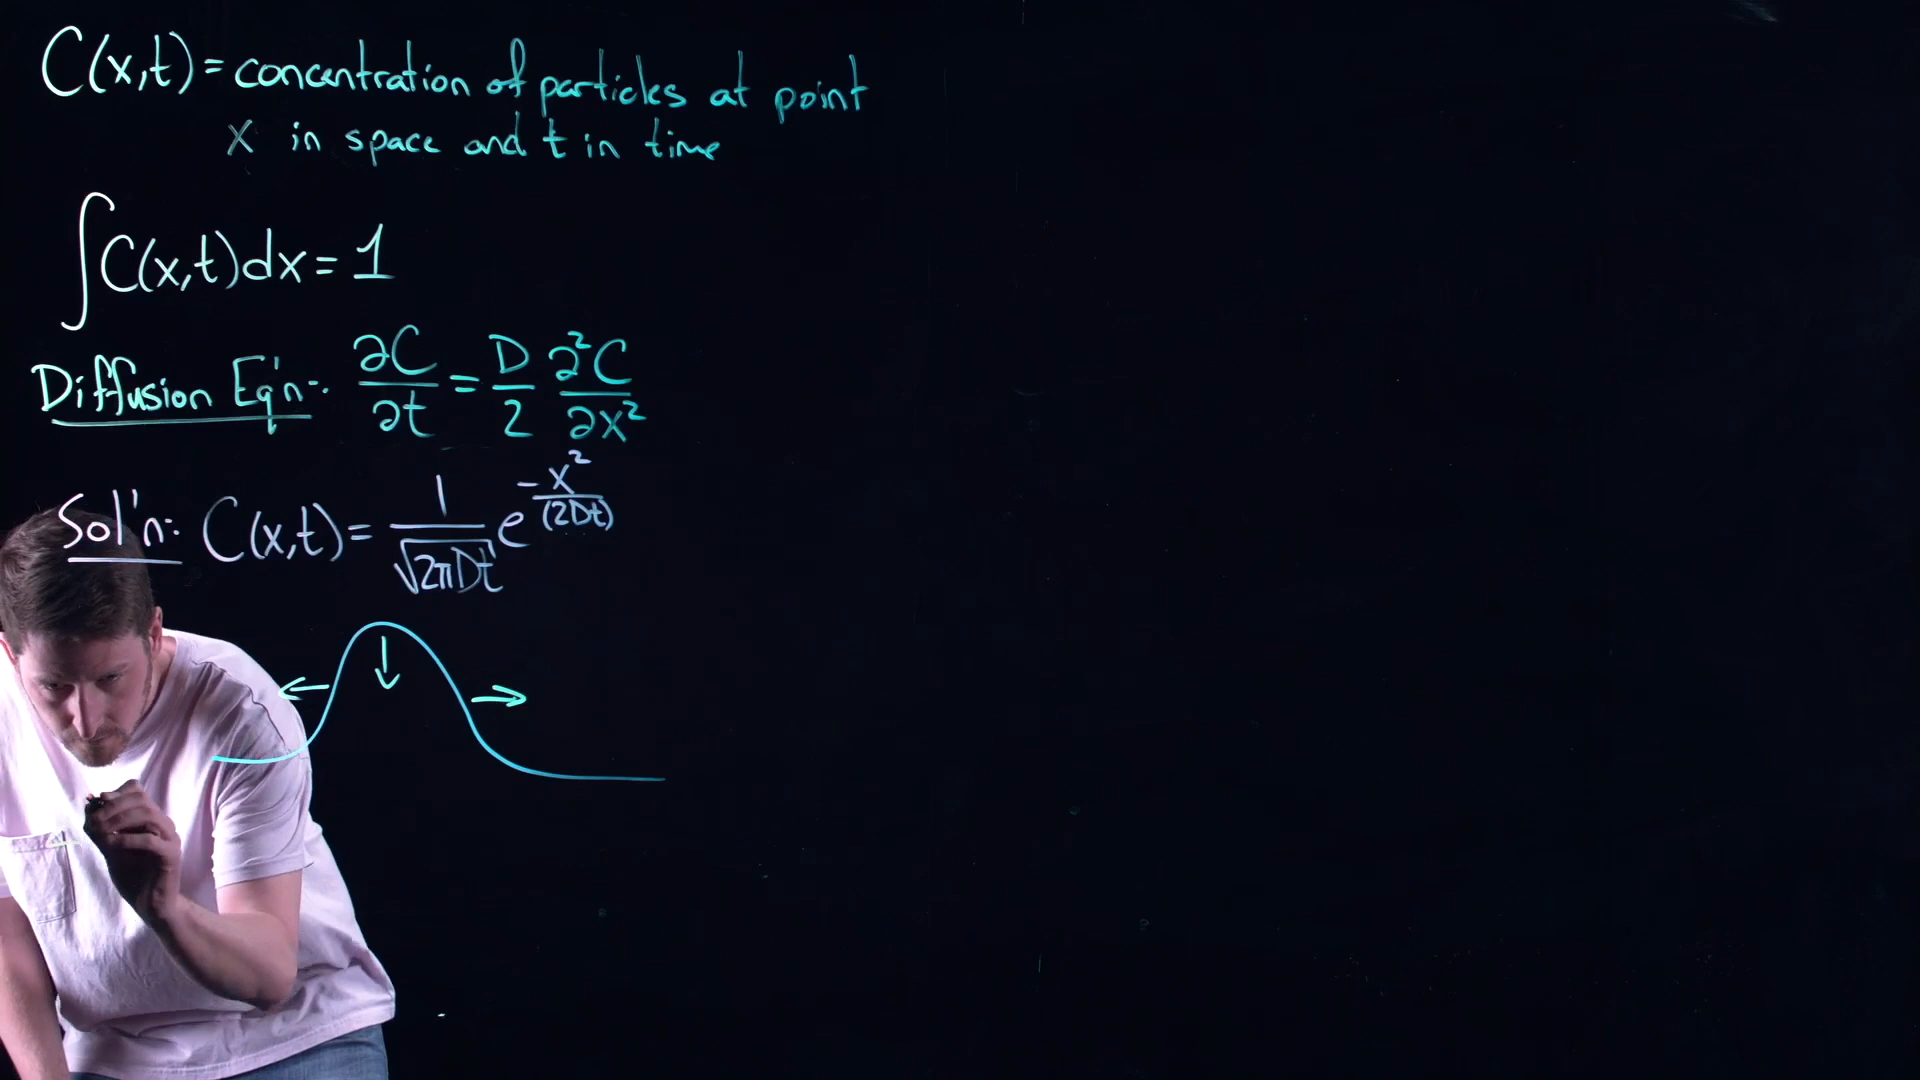 C(x,t) = concentration of particles at point
x in space and t in time
∫C(x,t)dx = 1
Diffusion Eq'n: ∂C/∂t = D/2 ∂²C/∂x²
Sol'n: C(x,t) = 1/√2πDt e^-x²/(2Dt)